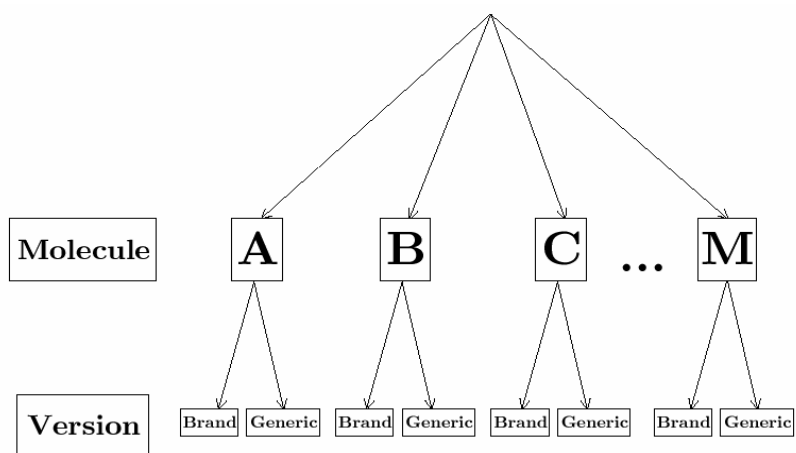 Molecule A B C ... M
Version Brand Generic Brand Generic Brand Generic Brand Generic